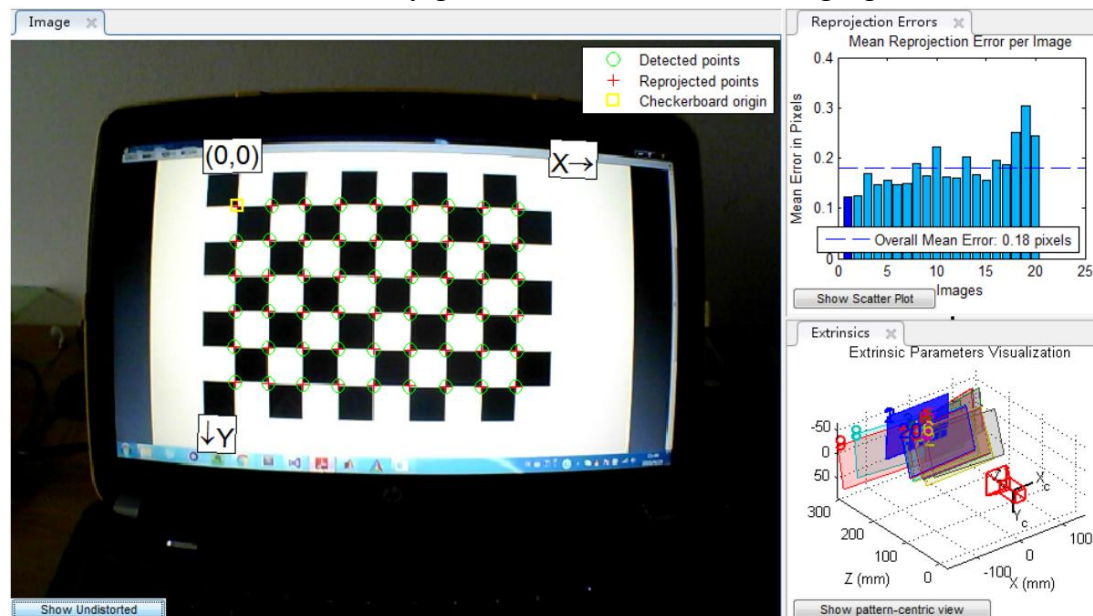 Image
Detected points
Reprojected points
Checkerboard origin
(0,0)
X→
↓Y
Show Undistorted
Reprojection Errors
Mean Reprojection Error per Image
Mean Error in Pixels
0.4
0.3
0.2
0.1
0
Overall Mean Error: 0.18 pixels
0 5 10 15 20 25
Images
Show Scatter Plot
Extrinsics
Extrinsic Parameters Visualization
-50
0
50
300
200
100
0
Z (mm)
-100
0
100
X (mm)
Xc
Yc
Show pattern-centric view